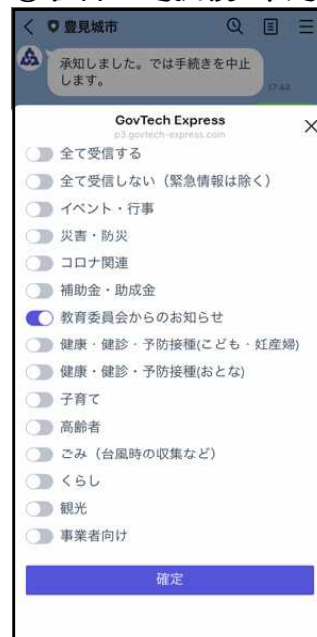 豊見城市
承知しました。では手続きを中止
します。
17:44
GovTech Express
p3.govtech-express.com
全て受信する
全て受信しない（緊急情報は除く）
イベント・行事
災害・防災
コロナ関連
補助金・助成金
教育委員会からのお知らせ
健康・健診・予防接種(こども・妊産婦)
健康・健診・予防接種(おとな)
子育て
高齢者
ごみ（台風時の収集など）
くらし
観光
事業者向け
確定